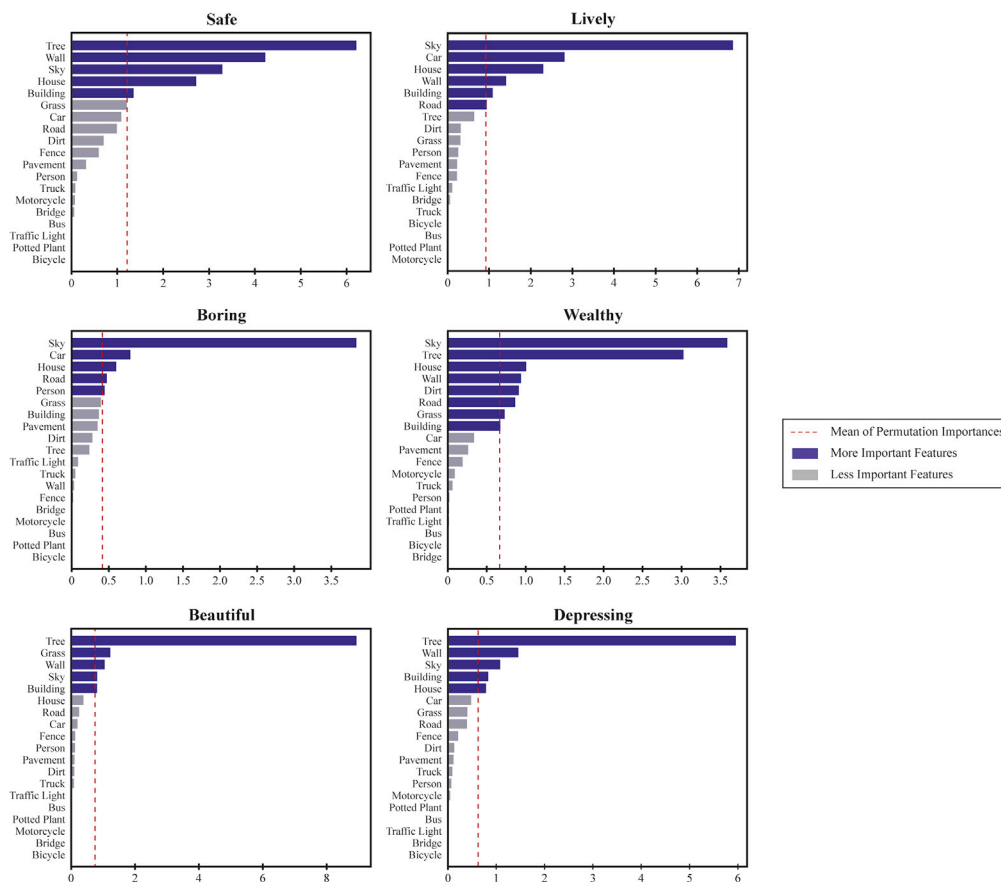 Safe
Tree
Wall
Sky
House
Building
Grass
Car
Road
Dirt
Fence
Pavement
Person
Truck
Motorcycle
Bridge
Bus
Traffic Light
Potted Plant
Bicycle
0 1 2 3 4 5 6
Lively
Sky
Car
House
Wall
Building
Road
Tree
Dirt
Grass
Person
Pavement
Fence
Traffic Light
Bridge
Truck
Bicycle
Bus
Potted Plant
Motorcycle
0 1 2 3 4 5 6 7
Boring
Sky
Car
House
Road
Person
Grass
Building
Pavement
Dirt
Tree
Traffic Light
Truck
Wall
Fence
Bridge
Motorcycle
Bus
Potted Plant
Bicycle
0 0.5 1.0 1.5 2.0 2.5 3.0 3.5
Wealthy
Sky
Tree
House
Wall
Dirt
Road
Grass
Building
Car
Pavement
Fence
Motorcycle
Truck
Person
Potted Plant
Traffic Light
Bus
Bicycle
Bridge
0 0.5 1.0 1.5 2.0 2.5 3.0 3.5
Mean of Permutation Importances
More Important Features
Less Important Features
Beautiful
Tree
Grass
Wall
Sky
Building
House
Road
Car
Fence
Person
Pavement
Dirt
Truck
Traffic Light
Bus
Potted Plant
Motorcycle
Bridge
Bicycle
0 2 4 6 8
Depressing
Tree
Wall
Sky
Building
House
Car
Grass
Road
Fence
Dirt
Pavement
Truck
Person
Motorcycle
Potted Plant
Bus
Traffic Light
Bridge
Bicycle
0 1 2 3 4 5 6